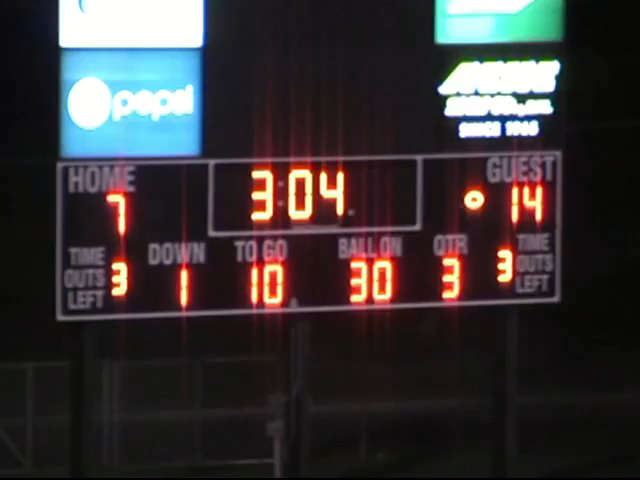 pepsi
SINCE 1965
HOME
GUEST
7
3:04
14
TIME OUTS LEFT
DOWN
TO GO
BALL ON
QTR
TIME OUTS LEFT
3
1
10
30
3
3